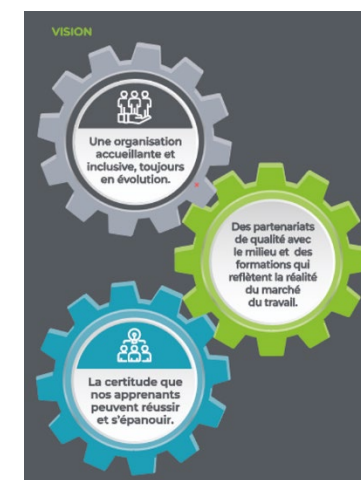 VISION
Une organisation
accueillante et
inclusive, toujours
en évolution.
Des partenariats
de qualité avec
le milieu et des
formations qui
reflètent la réalité
du marché
du travail.
La certitude que
nos apprenants
peuvent réussir
et s'épanouir.